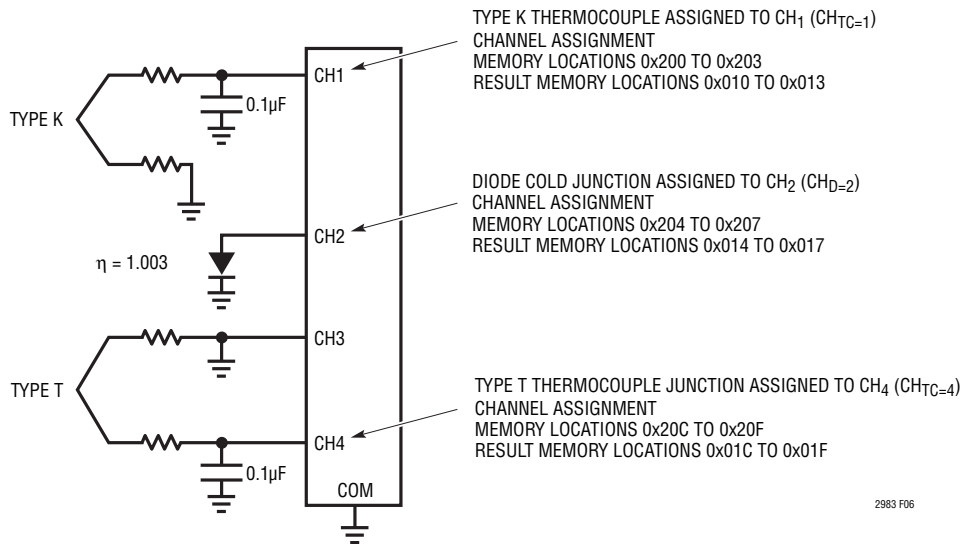 TYPE K THERMOCOUPLE ASSIGNED TO CH1 (CHTC=1)
CHANNEL ASSIGNMENT
MEMORY LOCATIONS 0x200 TO 0x203
RESULT MEMORY LOCATIONS 0x010 TO 0x013
CH1
0.1µF
TYPE K
DIODE COLD JUNCTION ASSIGNED TO CH2 (CHD=2)
CHANNEL ASSIGNMENT
MEMORY LOCATIONS 0x204 TO 0x207
RESULT MEMORY LOCATIONS 0x014 TO 0x017
CH2
η = 1.003
CH3
TYPE T
TYPE T THERMOCOUPLE JUNCTION ASSIGNED TO CH4 (CHTC=4)
CHANNEL ASSIGNMENT
MEMORY LOCATIONS 0x20C TO 0x20F
RESULT MEMORY LOCATIONS 0x01C TO 0x01F
CH4
0.1µF
COM
2983 F06